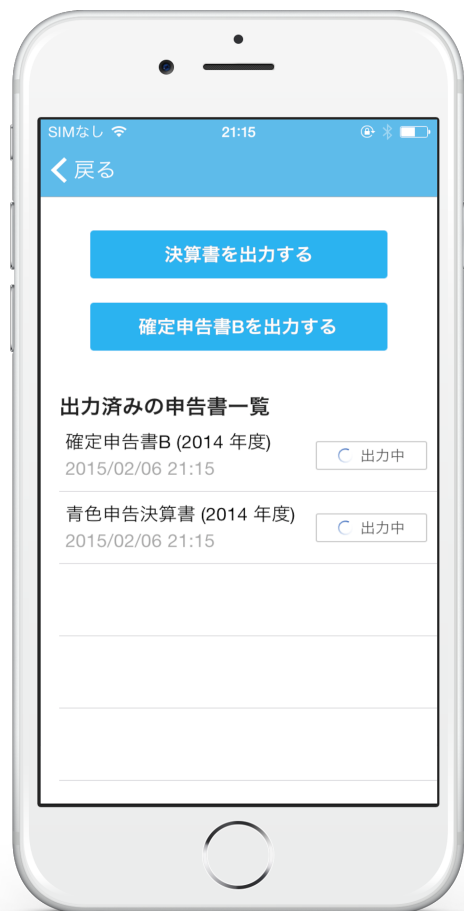 SIMなし 21:15
戻る
決算書を出力する
確定申告書Bを出力する
出力済みの申告書一覧
確定申告書B (2014 年度)
2015/02/06 21:15
出力中
青色申告決算書 (2014 年度)
2015/02/06 21:15
出力中